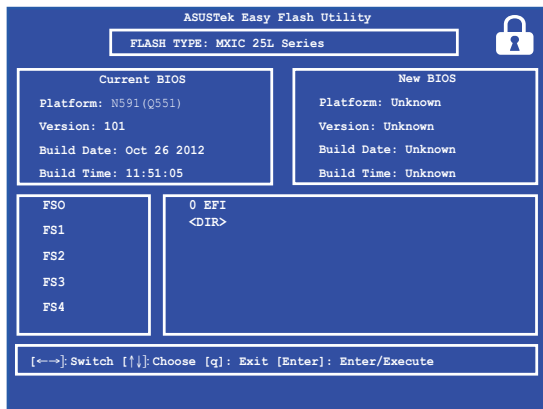 ASUSTek Easy Flash Utility
FLASH TYPE: MXIC 25L Series
Current BIOS
Platform: N591(Q551)
Version: 101
Build Date: Oct 26 2012
Build Time: 11:51:05
New BIOS
Platform: Unknown
Version: Unknown
Build Date: Unknown
Build Time: Unknown
FSO
FS1
FS2
FS3
FS4
0 EFI
<DIR>
[←→]: Switch [↑↓]: Choose [q]: Exit [Enter]: Enter/Execute